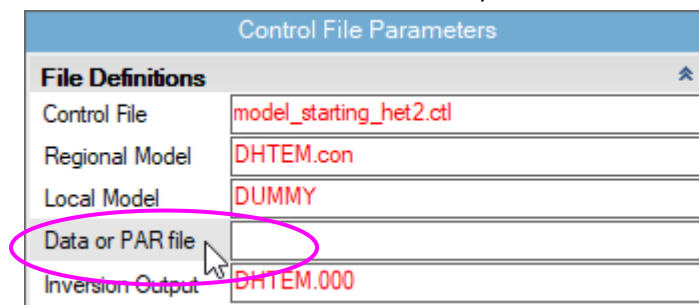 Control File Parameters
File Definitions
Control File model_starting_het2.ctl
Regional Model DHTEM.con
Local Model DUMMY
Data or PAR file
Inversion Output DHTEM.000